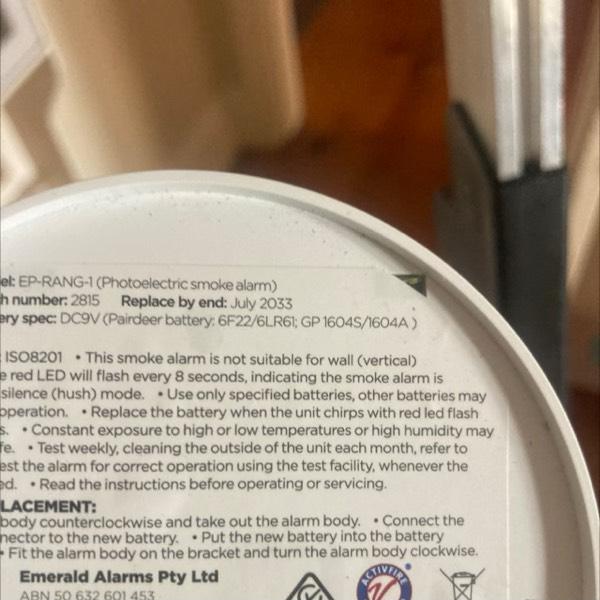 el: EP-RANG-1 (Photoelectric smoke alarm)
h number: 2815 Replace by end: July 2033
ery spec: DC9V (Pairdeer battery: 6F22/6LR61; GP 1604S/1604A )
ISO8201 • This smoke alarm is not suitable for wall (vertical)
e red LED will flash every 8 seconds, indicating the smoke alarm is
silence (hush) mode. • Use only specified batteries, other batteries may
operation. • Replace the battery when the unit chirps with red led flash
s. • Constant exposure to high or low temperatures or high humidity may
fe. • Test weekly, cleaning the outside of the unit each month, refer to
est the alarm for correct operation using the test facility, whenever the
ed. • Read the instructions before operating or servicing.
LACEMENT:
body counterclockwise and take out the alarm body. • Connect the
nector to the new battery. • Put the new battery into the battery
• Fit the alarm body on the bracket and turn the alarm body clockwise.
Emerald Alarms Pty Ltd
ABN 50 632 601 453
ACTIVFIRE